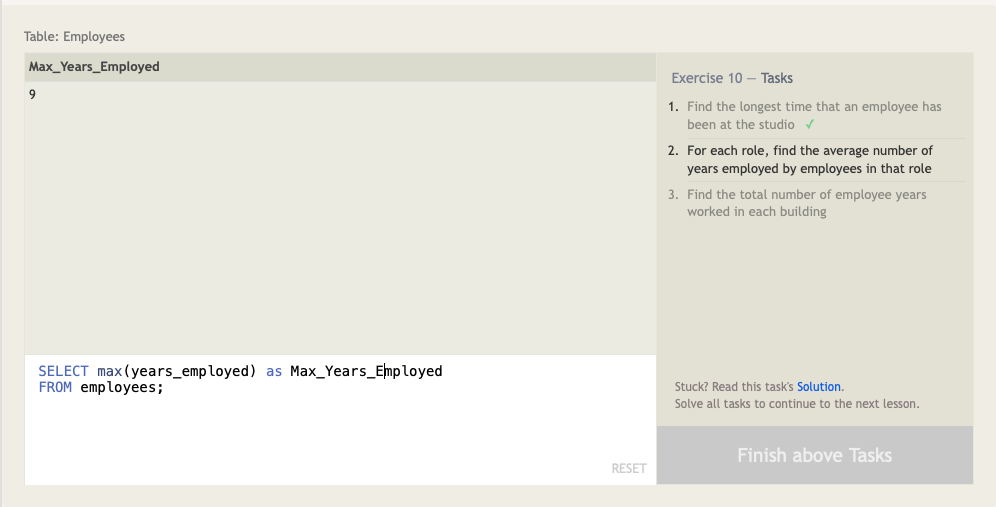 Table: Employees
Max_Years_Employed
9
SELECT max(years_employed) as Max_Years_Employed
FROM employees;
RESET
Exercise 10 — Tasks
1. Find the longest time that an employee has
been at the studio ✓
2. For each role, find the average number of
years employed by employees in that role
3. Find the total number of employee years
worked in each building
Stuck? Read this task's Solution.
Solve all tasks to continue to the next lesson.
Finish above Tasks